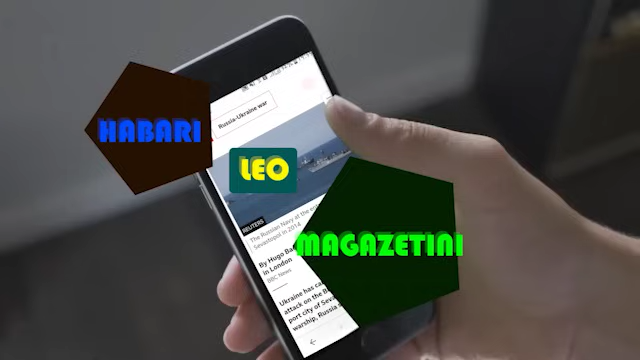 HABARI
LEO
MAGAZETINI
Russia-Ukraine war
REUTERS
The Russian Navy at the
Sevastopol in 2014
By Hugo
in London
BBC News
Ukraine has
attack on the
port city of
warship, Russia